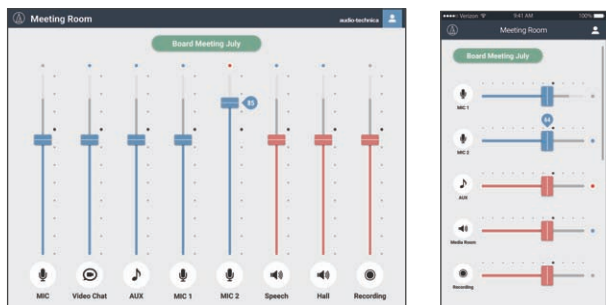 Meeting Room
audio-technica
Board Meeting July
85
MIC
Video Chat
AUX
MIC 1
MIC 2
Speech
Hall
Recording
Verizon
9:41 AM
100%
Meeting Room
Board Meeting July
MIC 1
MIC 2
AUX
Media Room
Recording